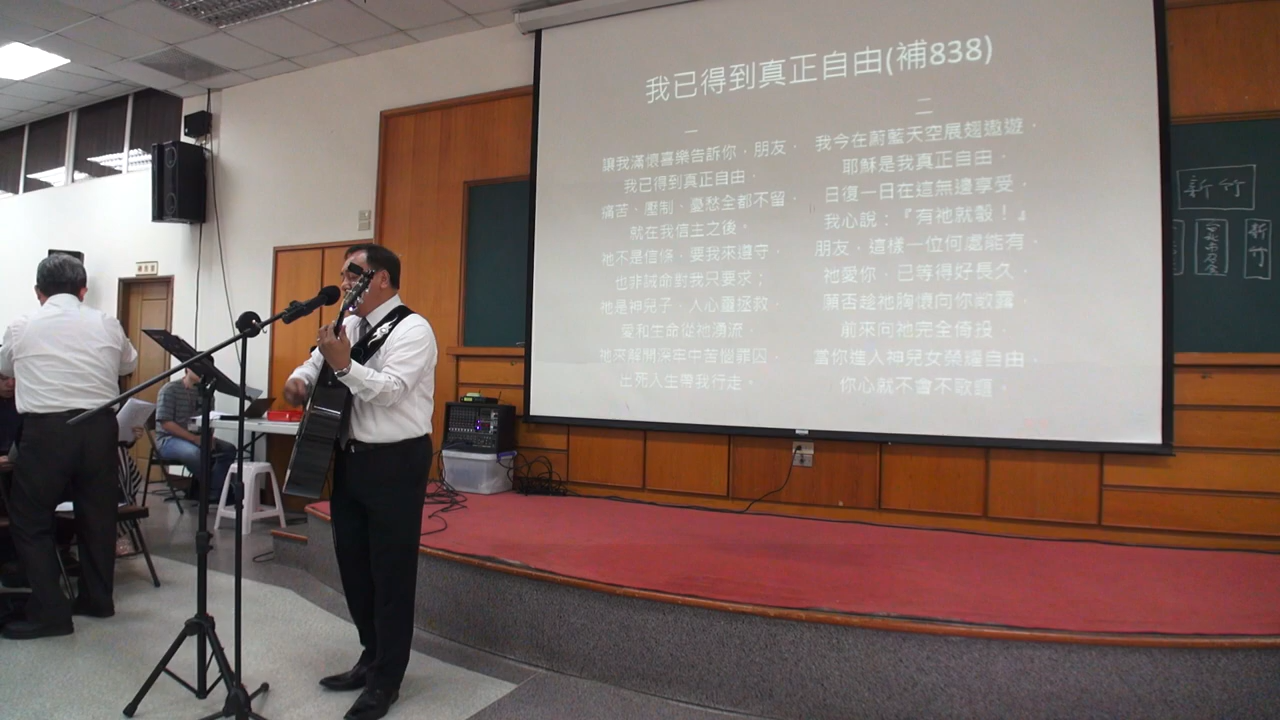 我已得到真正自由(補838)
一
讓我滿懷喜樂告訴你，朋友，
我已得到真正自由，
痛苦、壓制、憂愁全都不留，
就在我信主之後。
祂不是信條，要我來遵守，
也非誡命對我只要求；
祂是神兒子，人心靈拯救，
愛和生命從祂湧流，
祂來解開深牢中苦惱罪囚，
出死入生帶我行走。
二
我今在蔚藍天空展翅遨遊，
耶穌是我真正自由，
日復一日在這無邊享受，
我心說：『有祂就彀！』
朋友、這樣一位何處能有，
祂愛你，已等得好長久，
願否趁祂胸懷向你敞露，
前來向祂完全倚投，
當你進入神兒女榮耀自由，
你心就不會不歌謳。
新竹
新竹